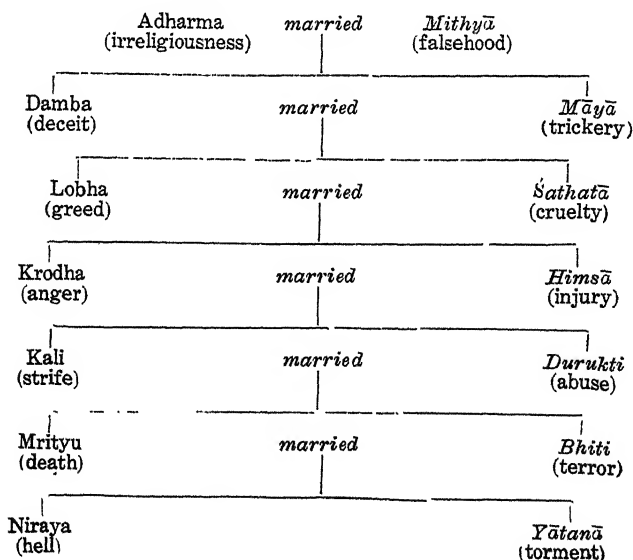 Adharma married Mithyā
(irreligiousness) (falsehood)
Damba married Māyā
(deceit) (trickery)
Lobha married Śathatā
(greed) (cruelty)
Krodha married Himsā
(anger) (injury)
Kali married Durukti
(strife) (abuse)
Mrityu married Bhiti
(death) (terror)
Niraya Yātanā
(hell) (torment)